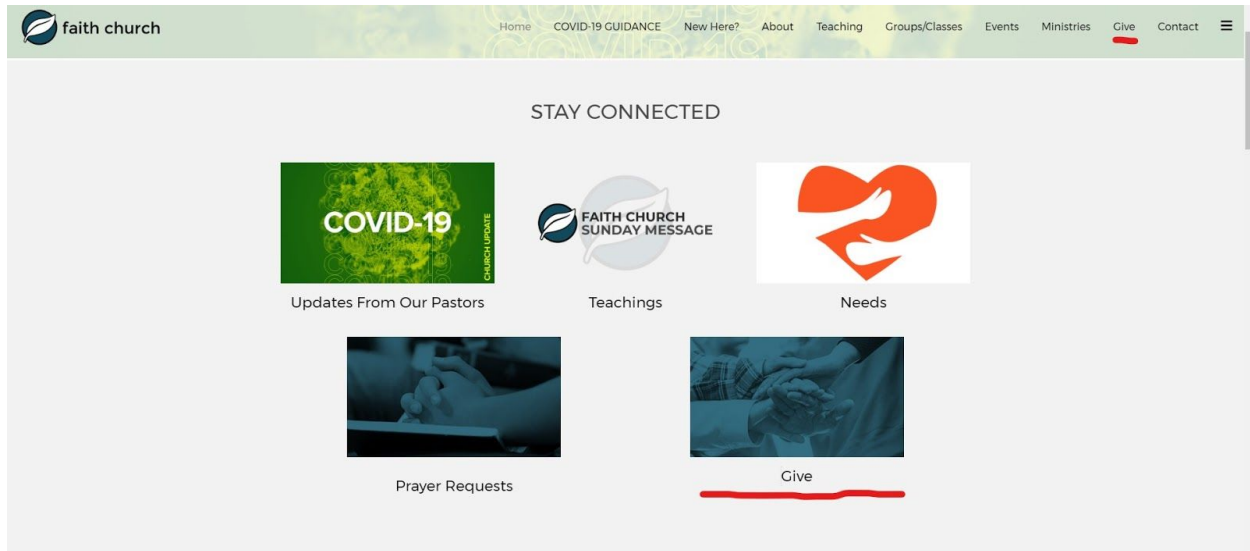 faith church
Home COVID-19 GUIDANCE New Here? About Teaching Groups/Classes Events Ministries Give Contact
STAY CONNECTED
COVID-19
CHURCH UPDATE
FAITH CHURCH
SUNDAY MESSAGE
Updates From Our Pastors
Teachings
Needs
Prayer Requests
Give